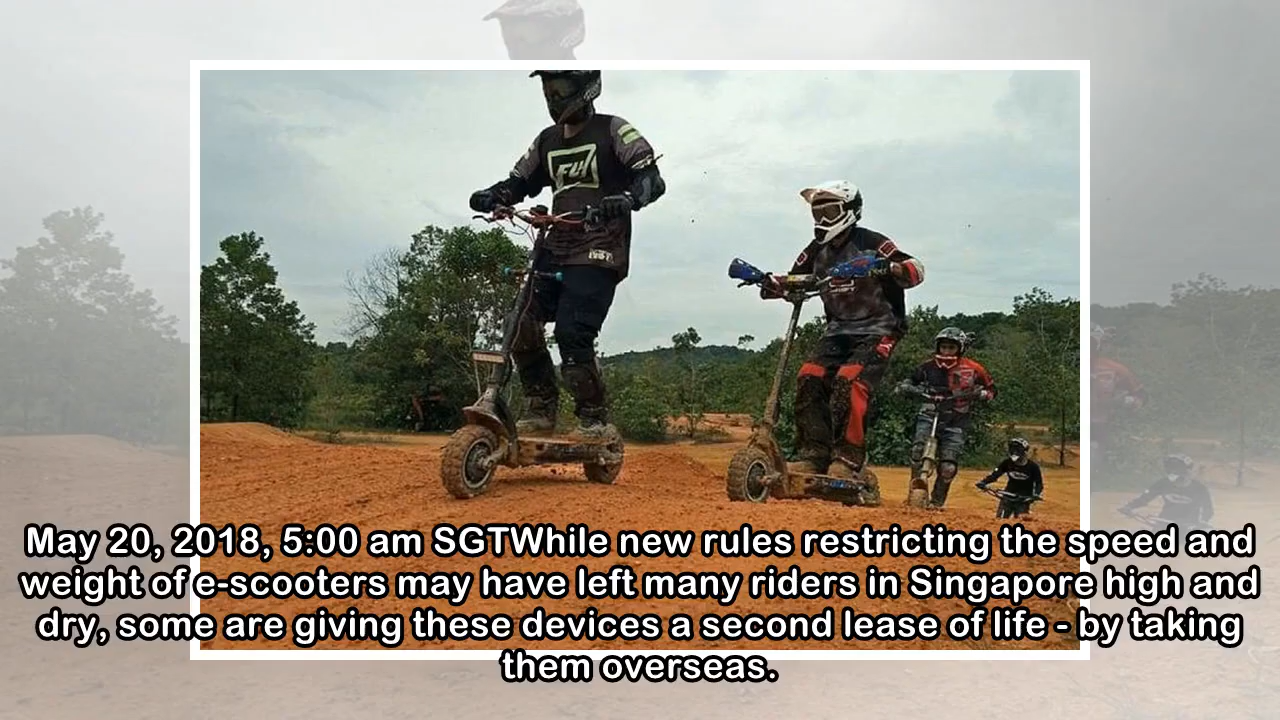 FLY
May 20, 2018, 5:00 am SGTWhile new rules restricting the speed and
weight of e-scooters may have left many riders in Singapore high and
dry, some are giving these devices a second lease of life - by taking
them overseas.